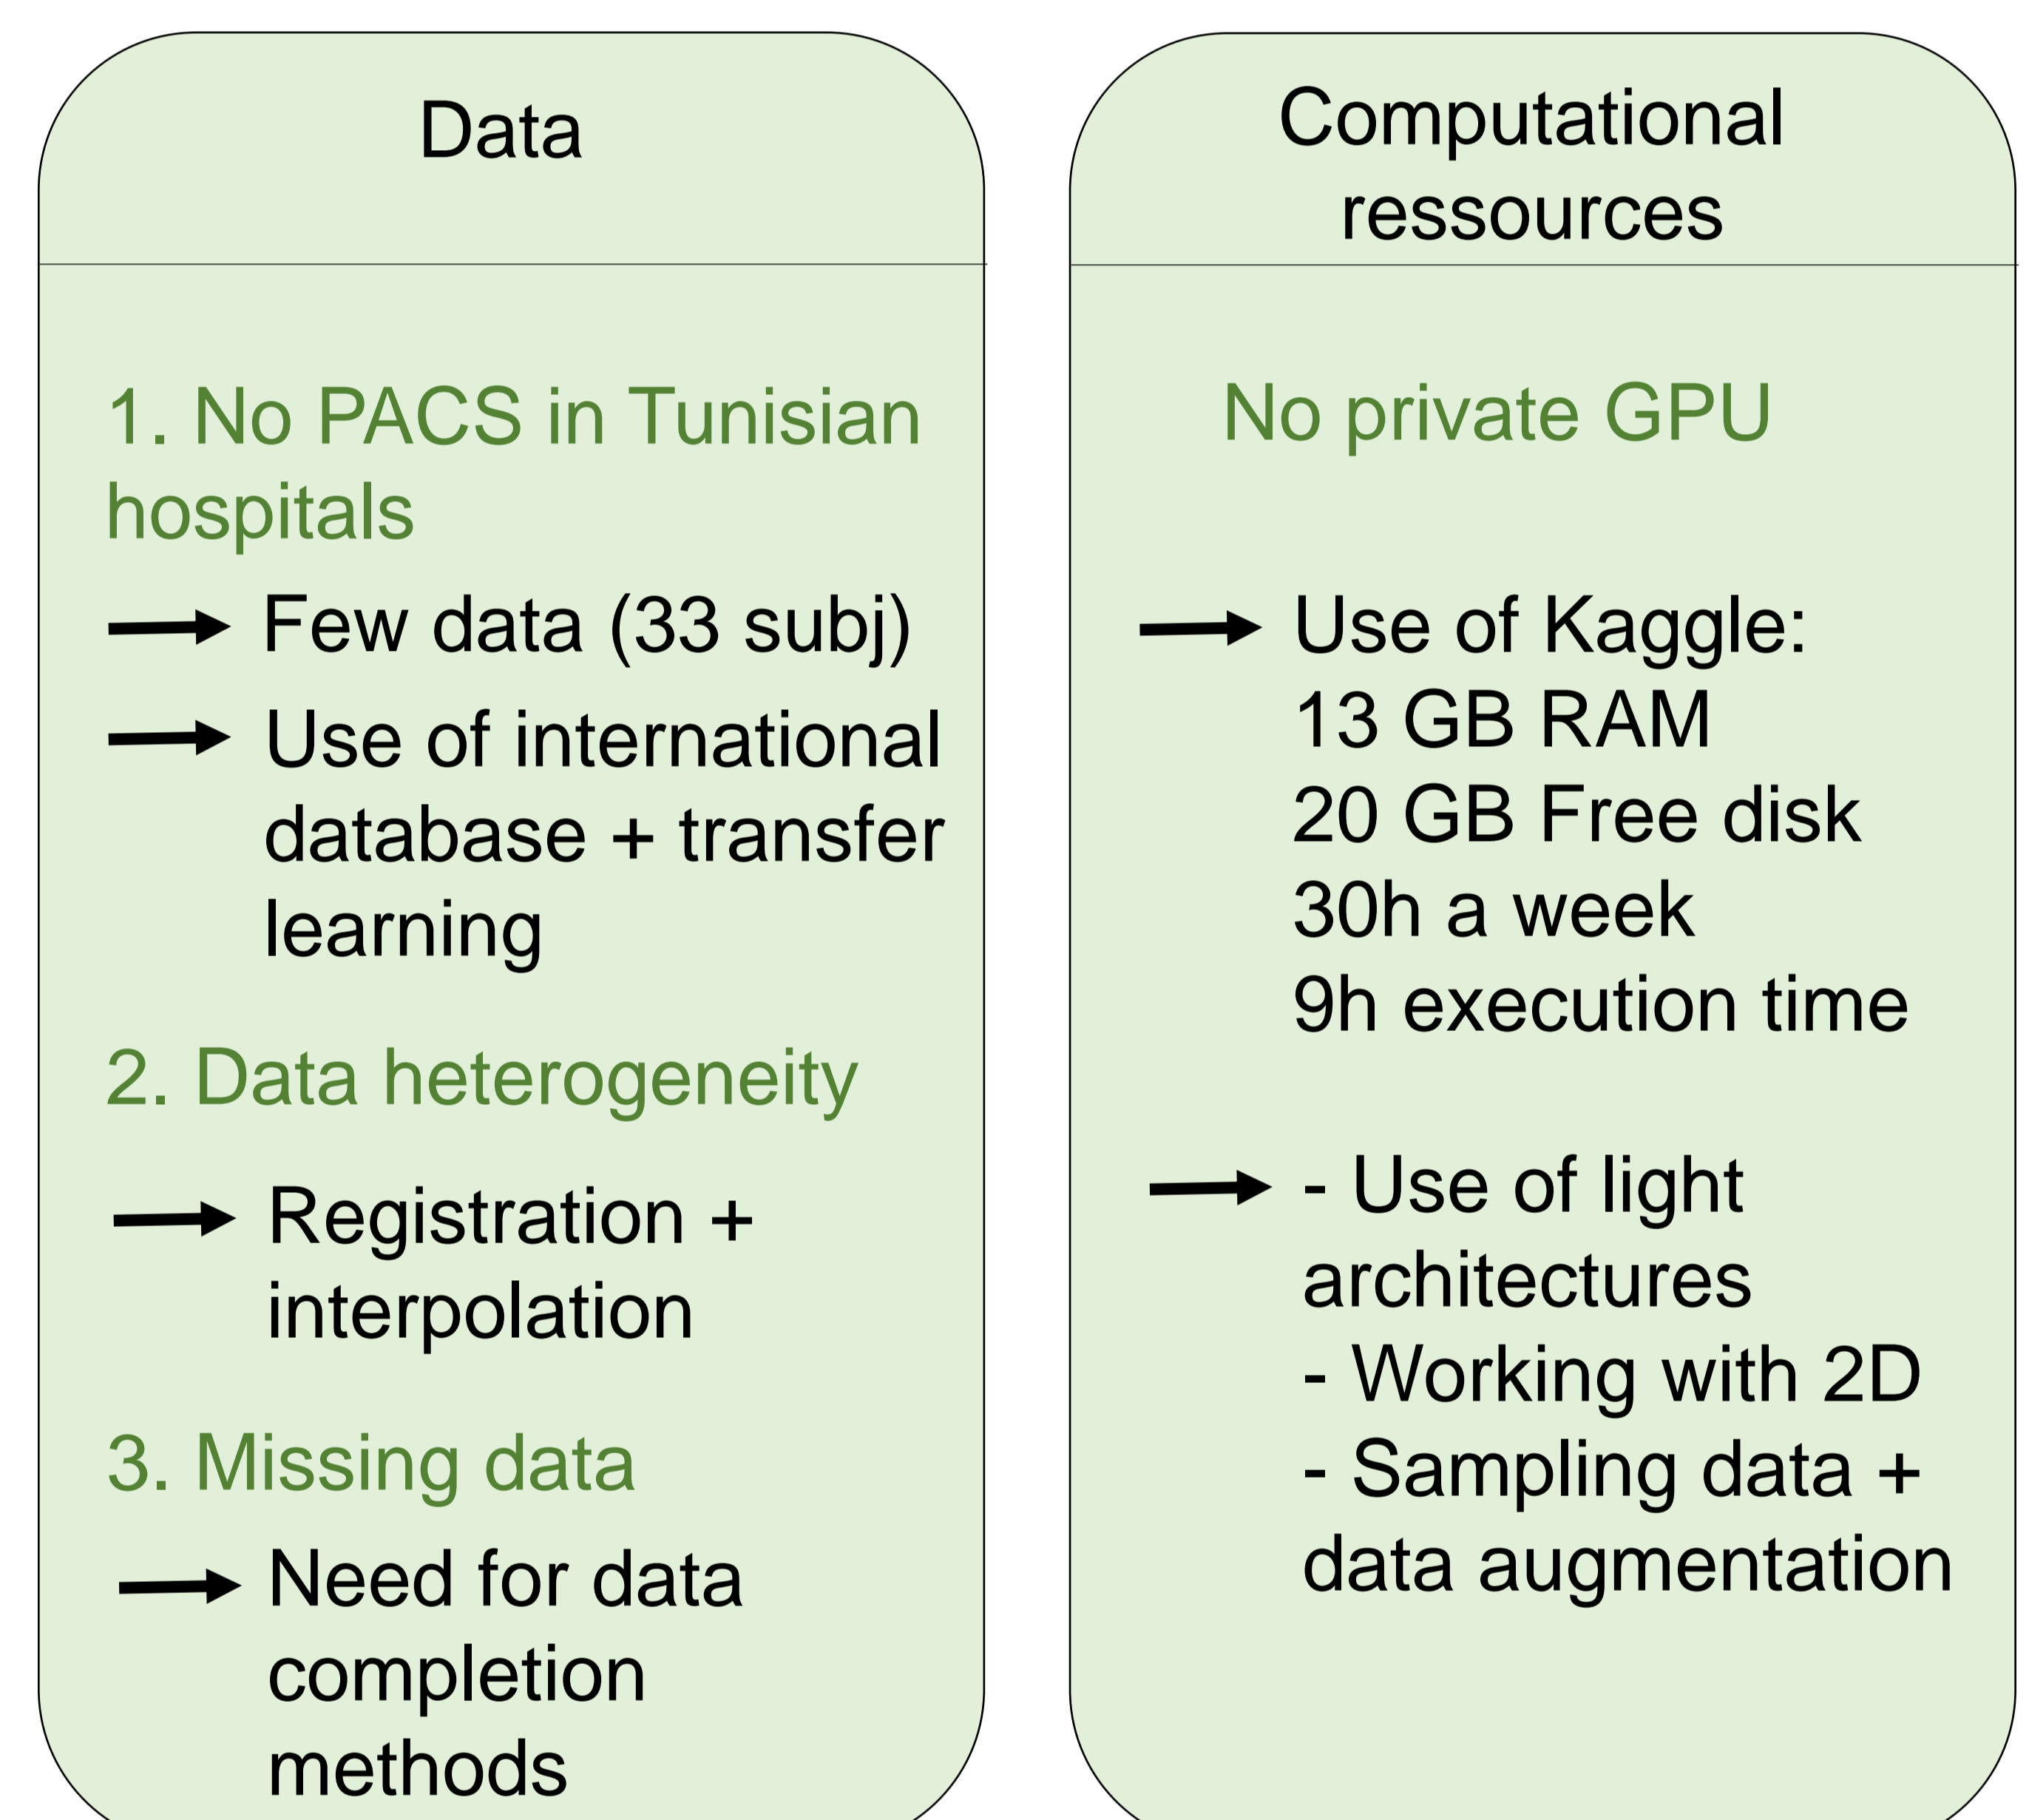 Data
1. No PACS in Tunisian
hospitals
Few data (33 subj)
Use of international
database + transfer
learning
2. Data heterogeneity
Registration +
interpolation
3. Missing data
Need for data
completion
methods
Computational
ressources
No private GPU
Use of Kaggle:
13 GB RAM
20 GB Free disk
30h a week
9h execution time
- Use of light
architectures
- Working with 2D
- Sampling data +
data augmentation